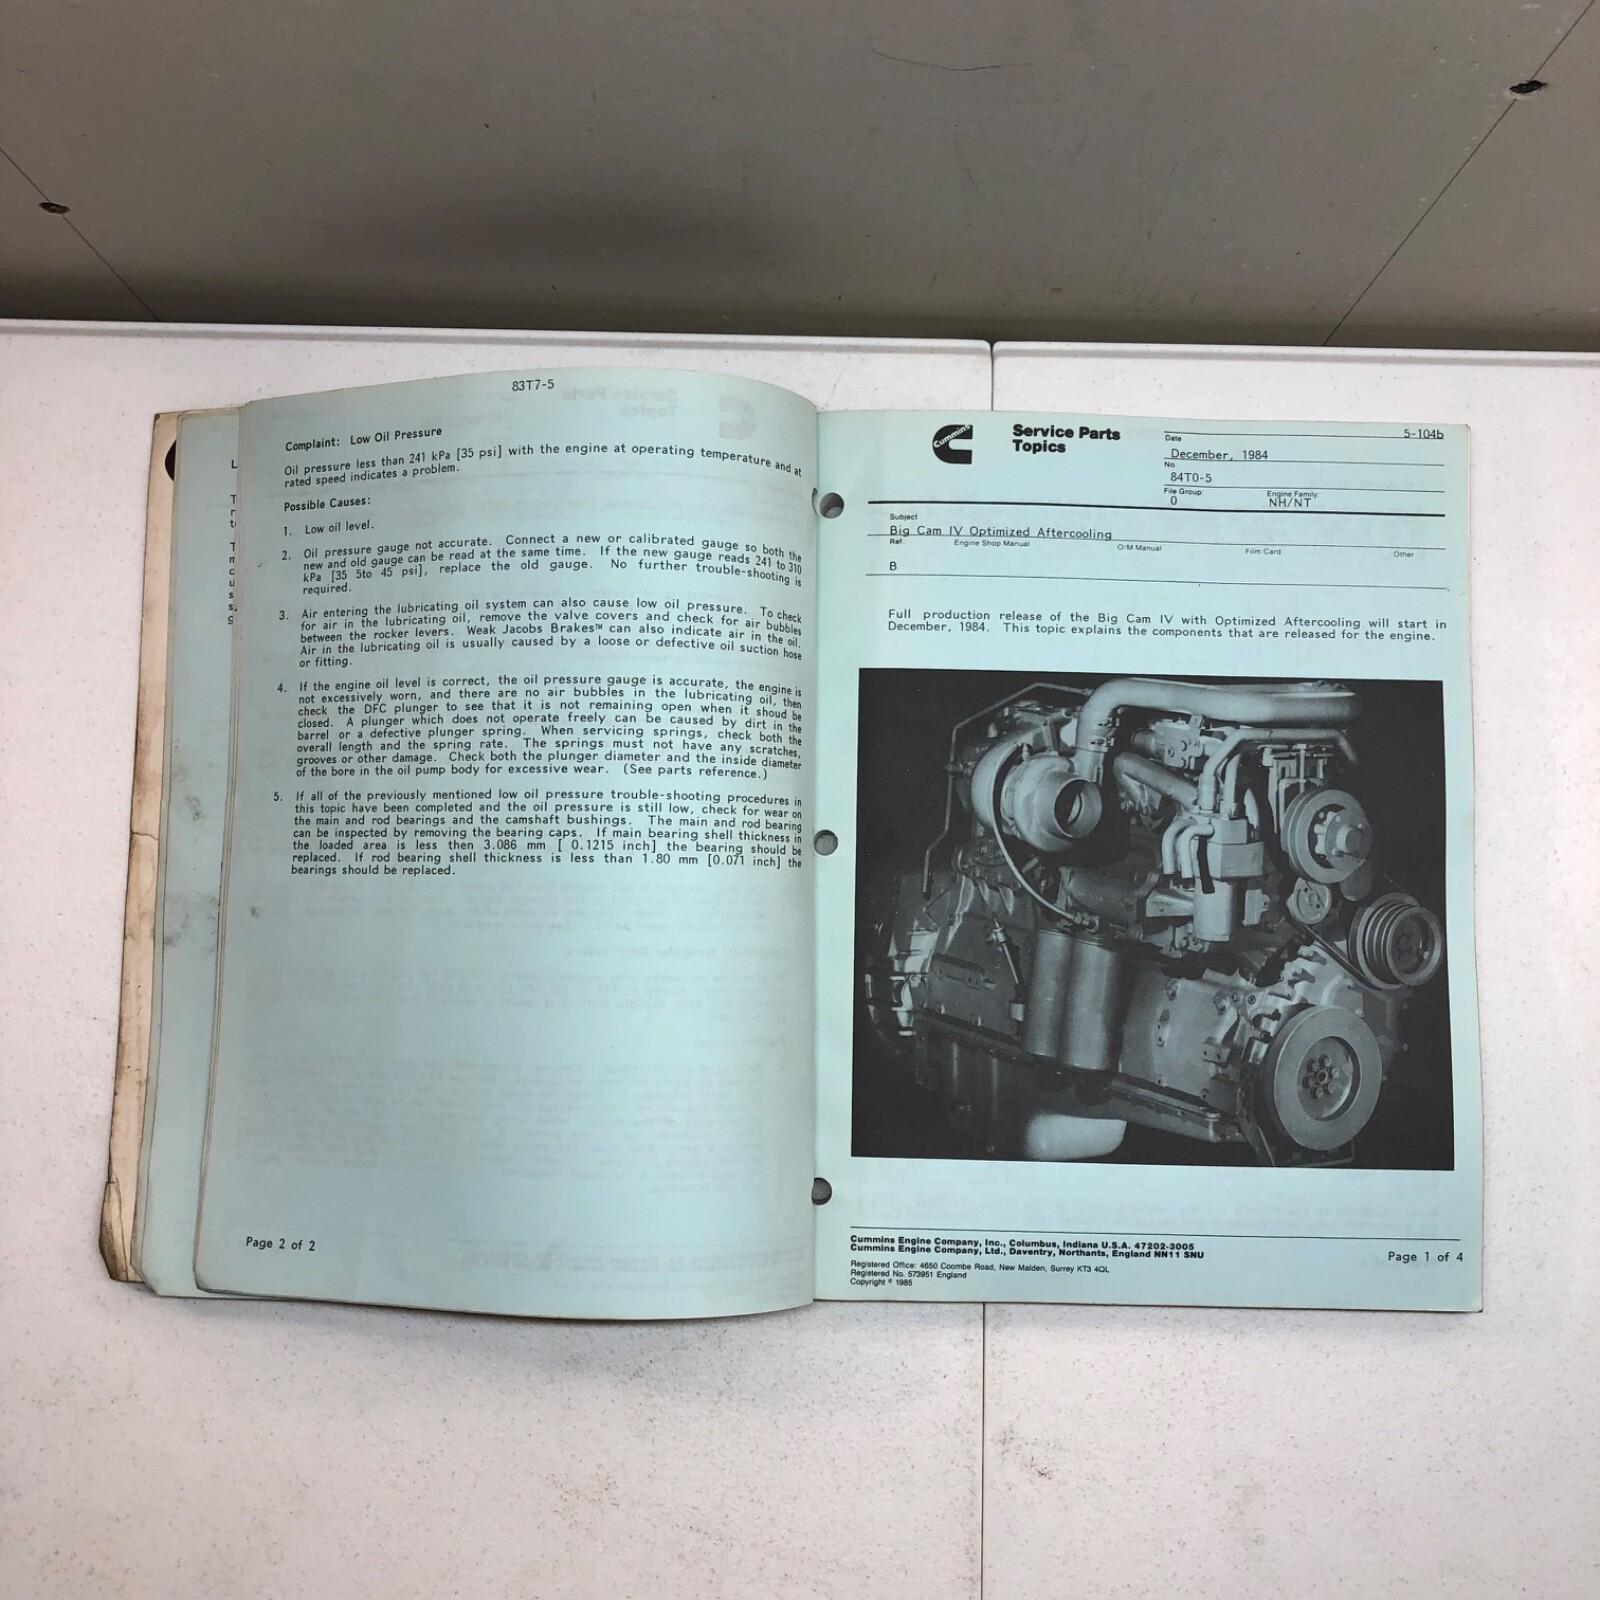 83T7-5
Complaint: Low Oil Pressure
Oil pressure less than 241 kPa [35 psi] with the engine at operating temperature and at
rated speed indicates a problem.
Possible Causes:
1. Low oil level.
2. Oil pressure gauge not accurate. Connect a new or calibrated gauge so both the
new and old gauge can be read at the same time. If the new gauge reads 241 to 310
kPa [35 5to 45 psi], replace the old gauge. No further trouble-shooting is
required.
3. Air entering the lubricating oil system can also cause low oil pressure. To check
for air in the lubricating oil, remove the valve covers and check for air bubbles
between the rocker levers. Weak Jacobs Brakes™ can also indicate air in the oil.
Air in the lubricating oil is usually caused by a loose or defective oil suction hose
or fitting.
4. If the engine oil level is correct, the oil pressure gauge is accurate, the engine is
not excessively worn, and there are no air bubbles in the lubricating oil, then
check the DFC plunger to see that it is not remaining open when it shoud be
closed. A plunger which does not operate freely can be caused by dirt in the
barrel or a defective plunger spring. When servicing springs, check both the
overall length and the spring rate. The springs must not have any scratches,
grooves or other damage. Check both the plunger diameter and the inside diameter
of the bore in the oil pump body for excessive wear. (See parts reference.)
5. If all of the previously mentioned low oil pressure trouble-shooting procedures in
this topic have been completed and the oil pressure is still low, check for wear on
the main and rod bearings and the camshaft bushings. The main and rod bearing
can be inspected by removing the bearing caps. If main bearing shell thickness in
the loaded area is less then 3.086 mm [ 0.1215 inch] the bearing should be
replaced. If rod bearing shell thickness is less than 1.80 mm [0.071 inch] the
bearings should be replaced.
Page 2 of 2
Cummins
Service Parts
Topics
5-104b
Date
December, 1984
No.
84T0-5
File Group Engine Family
0 NH/NT
Subject
Big Cam IV Optimized Aftercooling
Ref. Engine Shop Manual O/M Manual Film Card Other
B
Full production release of the Big Cam IV with Optimized Aftercooling will start in
December, 1984. This topic explains the components that are released for the engine.
Cummins Engine Company, Inc., Columbus, Indiana U.S.A. 47202-3005
Cummins Engine Company, Ltd., Daventry, Northants, England NN11 5NU
Registered Office: 4650 Coombe Road, New Malden, Surrey KT3 4QL
Registered No. 573951 England
Copyright © 1985
Page 1 of 4